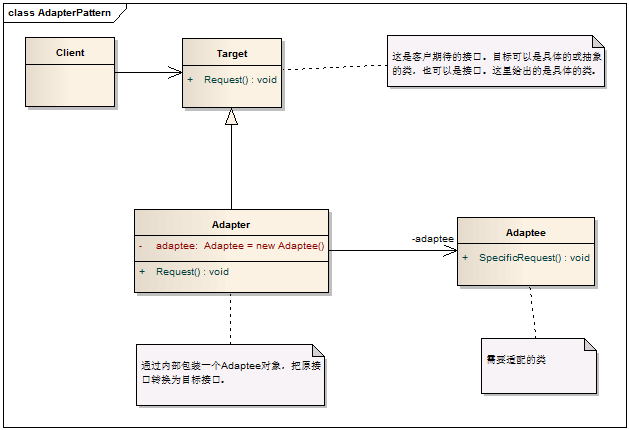 class AdapterPattern
Client
Target
+ Request() : void
这是客户期待的接口。目标可以是具体的或抽象
的类，也可以是接口。这里给出的是具体的类。
Adapter
- adaptee: Adaptee = new Adaptee()
+ Request() : void
-adaptee
Adaptee
+ SpecificRequest() : void
通过内部包装一个Adaptee对象，把原接
口转换为目标接口。
需要适配的类